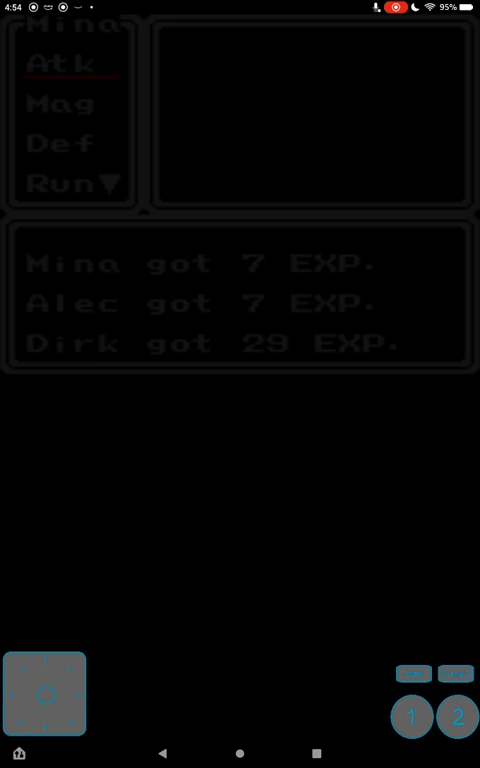 4:54 95%
Mina
Atk
Mag
Def
Run▼
Mina got 7 EXP.
Alec got 7 EXP.
Dirk got 29 EXP.
1 2